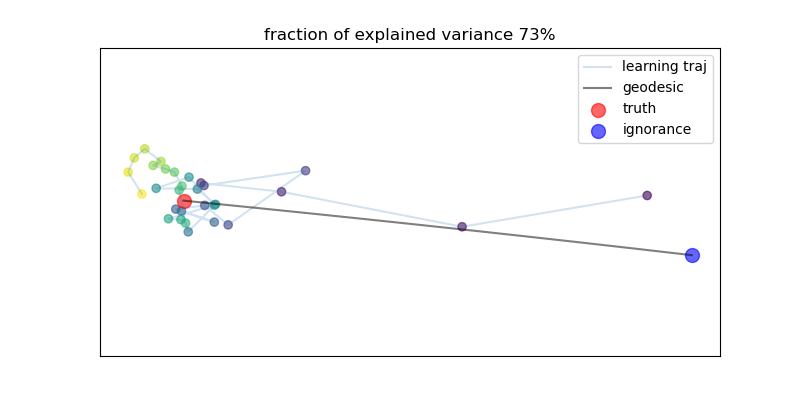 fraction of explained variance 73%
learning traj
geodesic
truth
ignorance